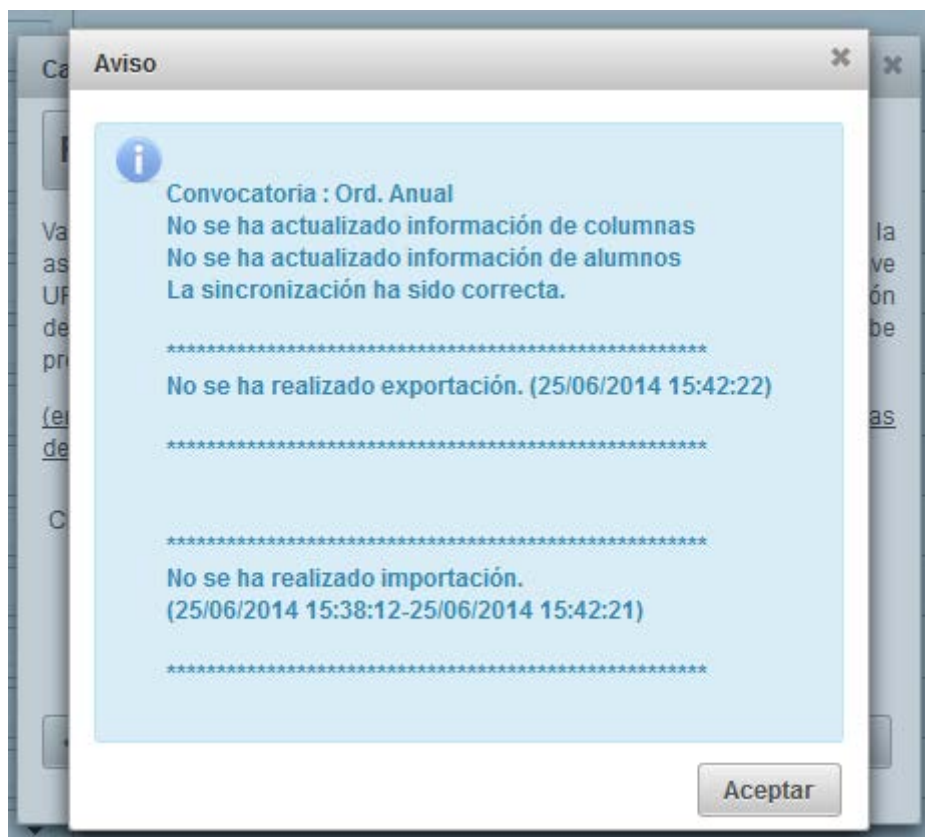 Aviso
Convocatoria : Ord. Anual
No se ha actualizado información de columnas
No se ha actualizado información de alumnos
La sincronización ha sido correcta.
******************************************************
No se ha realizado exportación. (25/06/2014 15:42:22)
******************************************************
******************************************************
No se ha realizado importación.
(25/06/2014 15:38:12-25/06/2014 15:42:21)
******************************************************
Aceptar